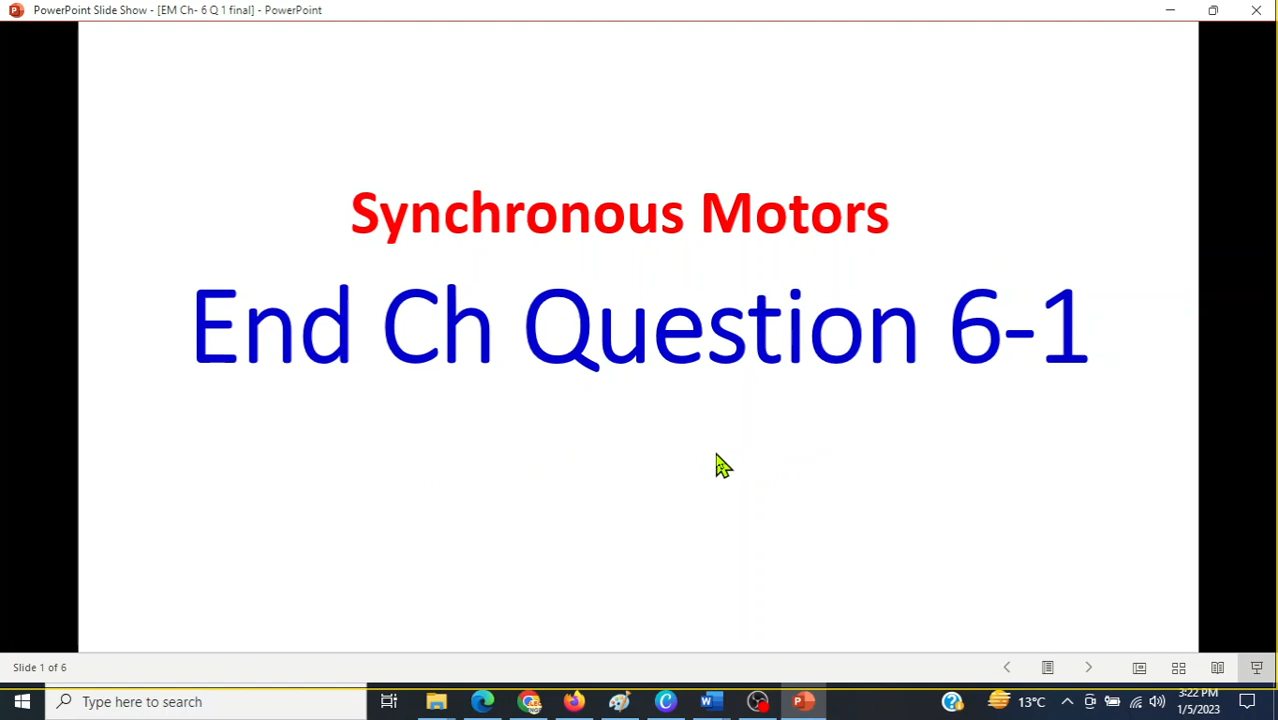 PowerPoint Slide Show - [EM Ch- 6 Q 1 final] - PowerPoint
Synchronous Motors
End Ch Question 6-1
Slide 1 of 6
Type here to search
13°C
3:22 PM
1/5/2023